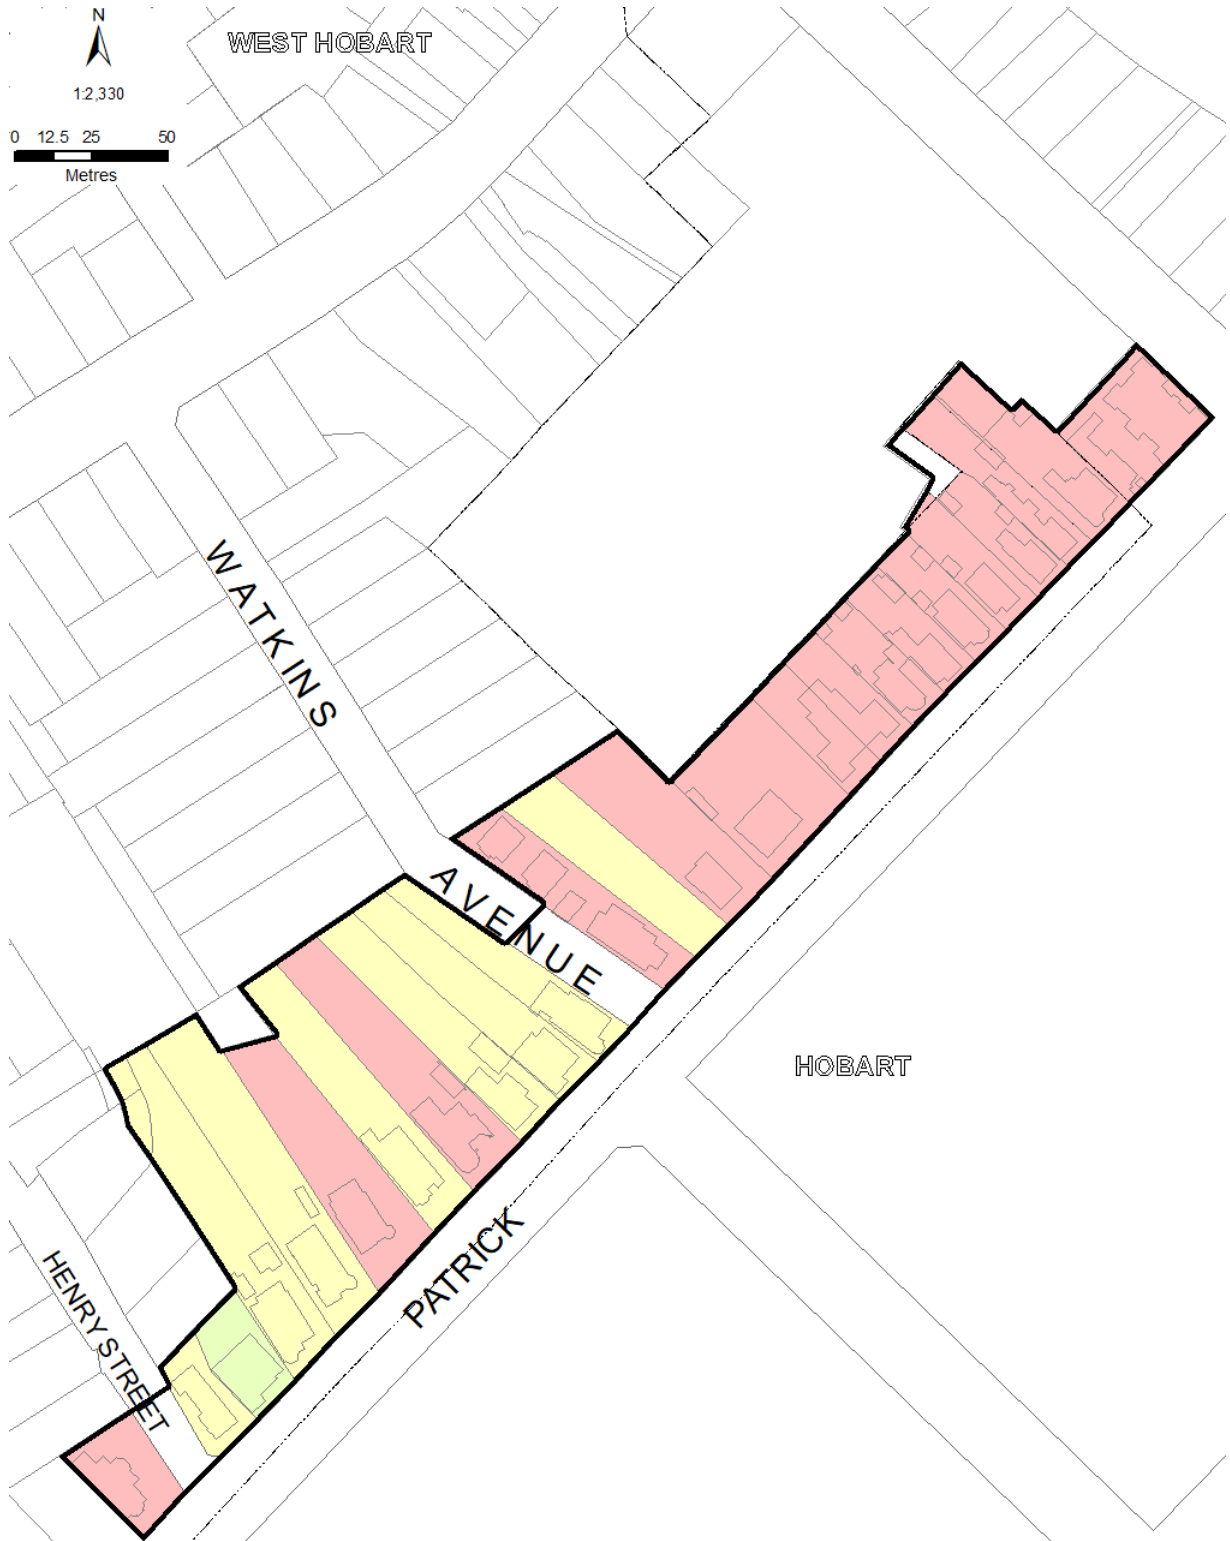 N
WEST HOBART
1:2,330
0 12.5 25 50
Metres
WATKINS
AVENUE
HOBART
PATRICK
HENRY STREET